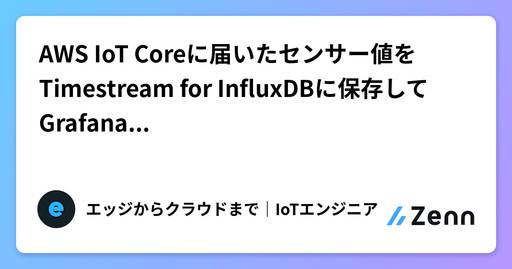 AWS IoT Coreに届いたセンサー値を
Timestream for InfluxDBに保存して
Grafana...
e
エッジからクラウドまで｜IoTエンジニア
Zenn